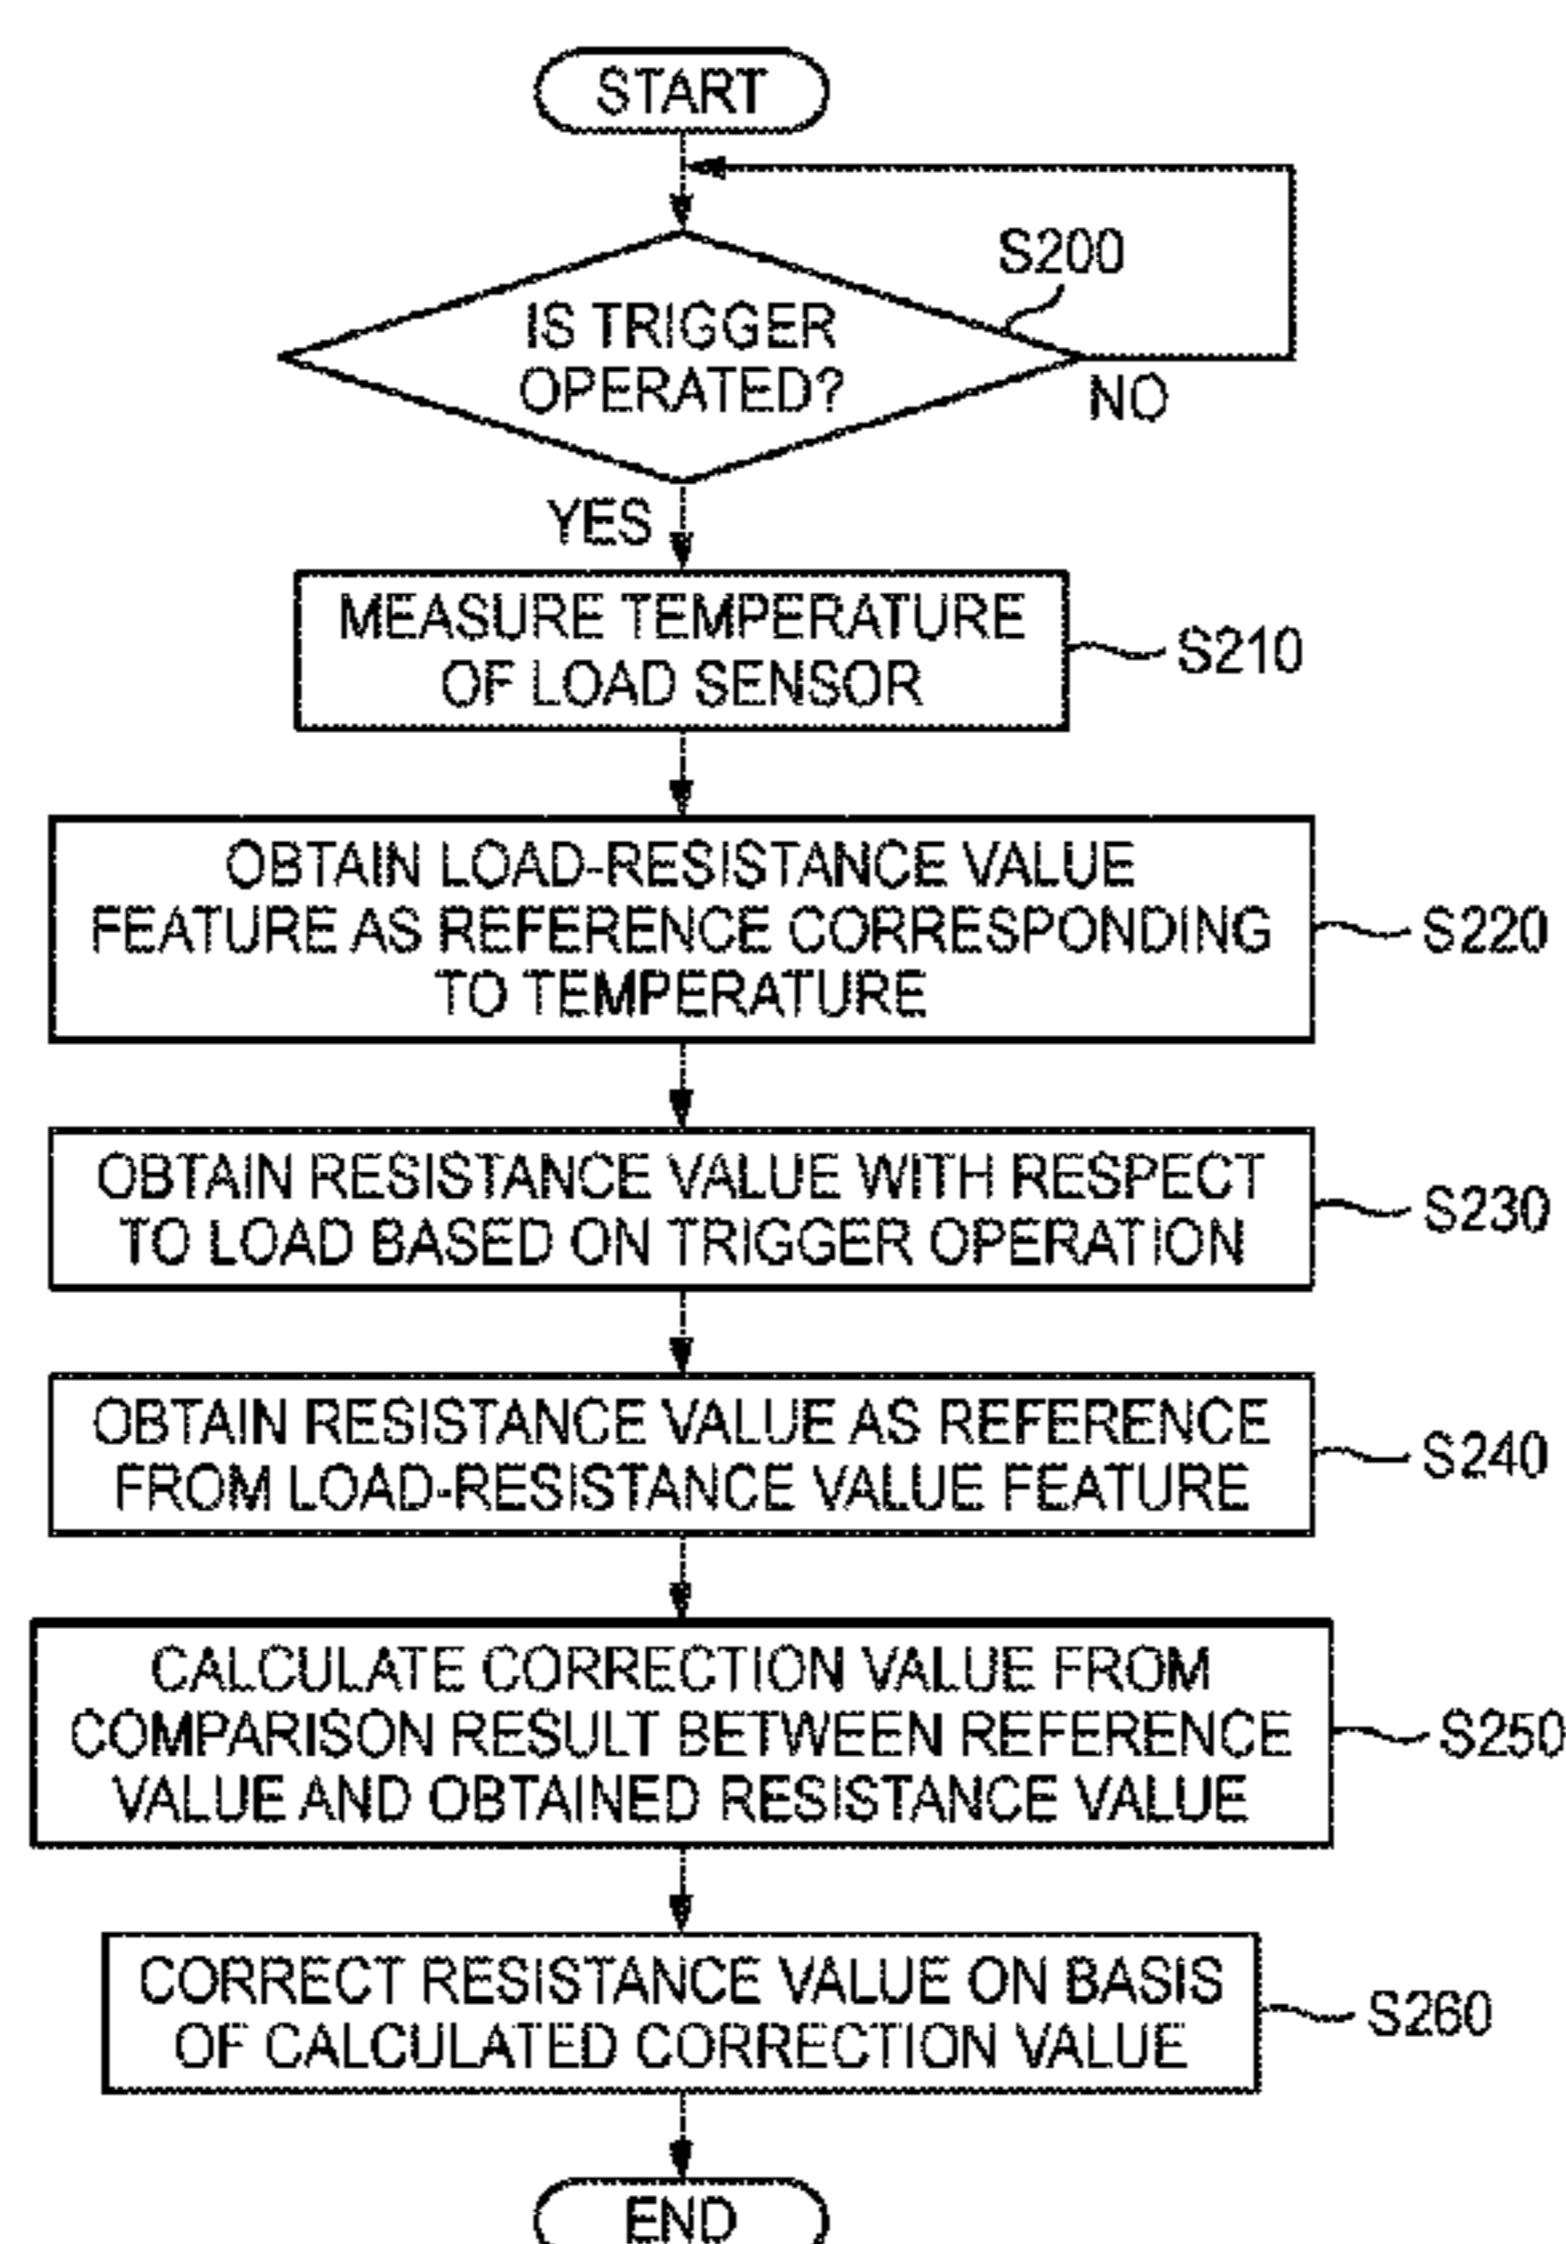 START
S200
IS TRIGGER
OPERATED?
NO
YES
MEASURE TEMPERATURE
OF LOAD SENSOR
S210
OBTAIN LOAD-RESISTANCE VALUE
FEATURE AS REFERENCE CORRESPONDING
TO TEMPERATURE
S220
OBTAIN RESISTANCE VALUE WITH RESPECT
TO LOAD BASED ON TRIGGER OPERATION
S230
OBTAIN RESISTANCE VALUE AS REFERENCE
FROM LOAD-RESISTANCE VALUE FEATURE
S240
CALCULATE CORRECTION VALUE FROM
COMPARISON RESULT BETWEEN REFERENCE
VALUE AND OBTAINED RESISTANCE VALUE
S250
CORRECT RESISTANCE VALUE ON BASIS
OF CALCULATED CORRECTION VALUE
S260
END